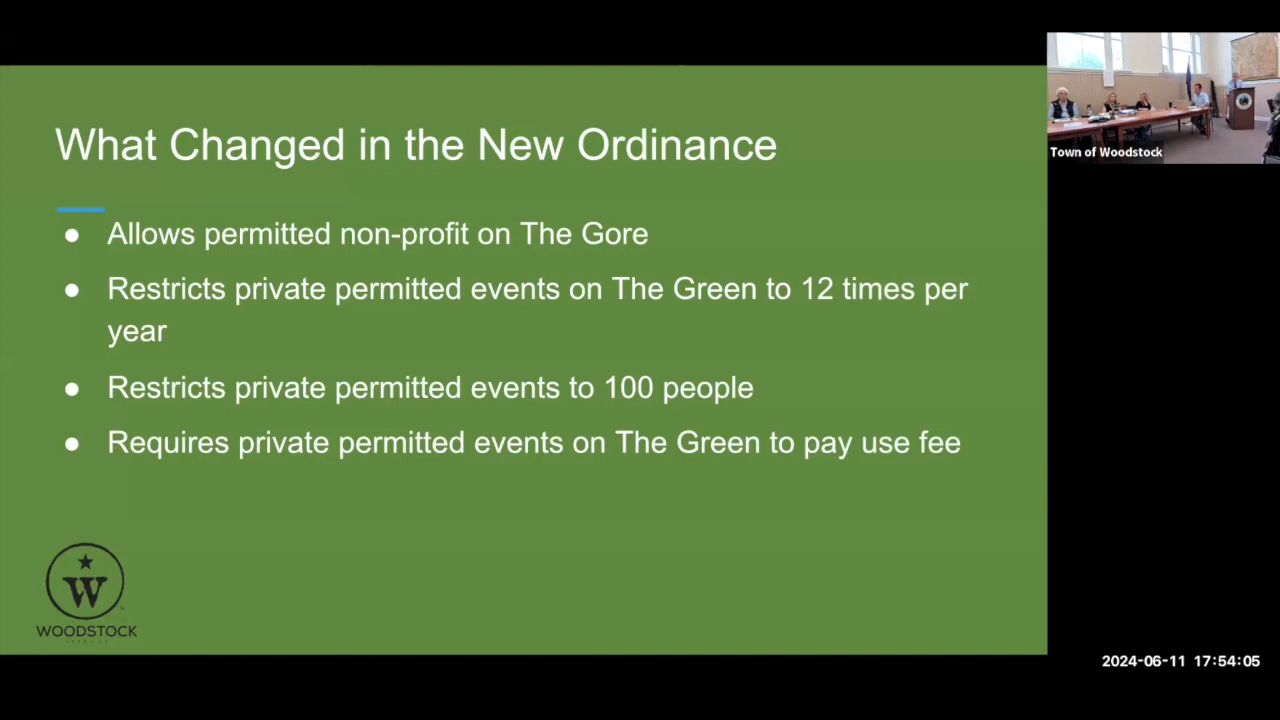 What Changed in the New Ordinance
● Allows permitted non-profit on The Gore
● Restricts private permitted events on The Green to 12 times per
year
● Restricts private permitted events to 100 people
● Requires private permitted events on The Green to pay use fee
W
WOODSTOCK
Town of Woodstock
2024-06-11 17:54:05